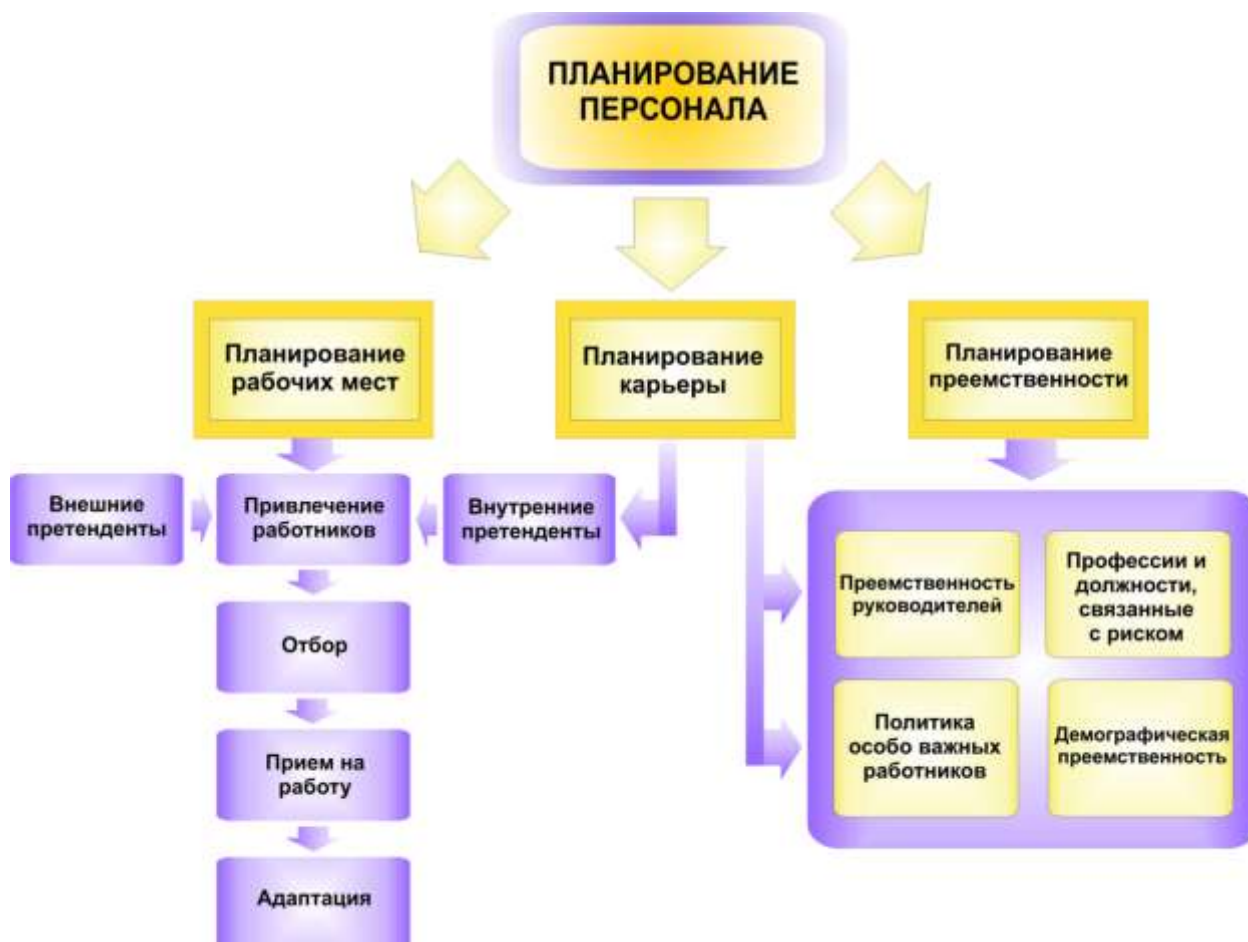 ПЛАНИРОВАНИЕ
ПЕРСОНАЛА
Планирование
рабочих мест
Планирование
карьеры
Планирование
преемственности
Внешние
претенденты
Привлечение
работников
Внутренние
претенденты
Отбор
Прием на
работу
Адаптация
Преемственность
руководителей
Профессии и
должности,
связанные
с риском
Политика
особо важных
работников
Демографическая
преемственность